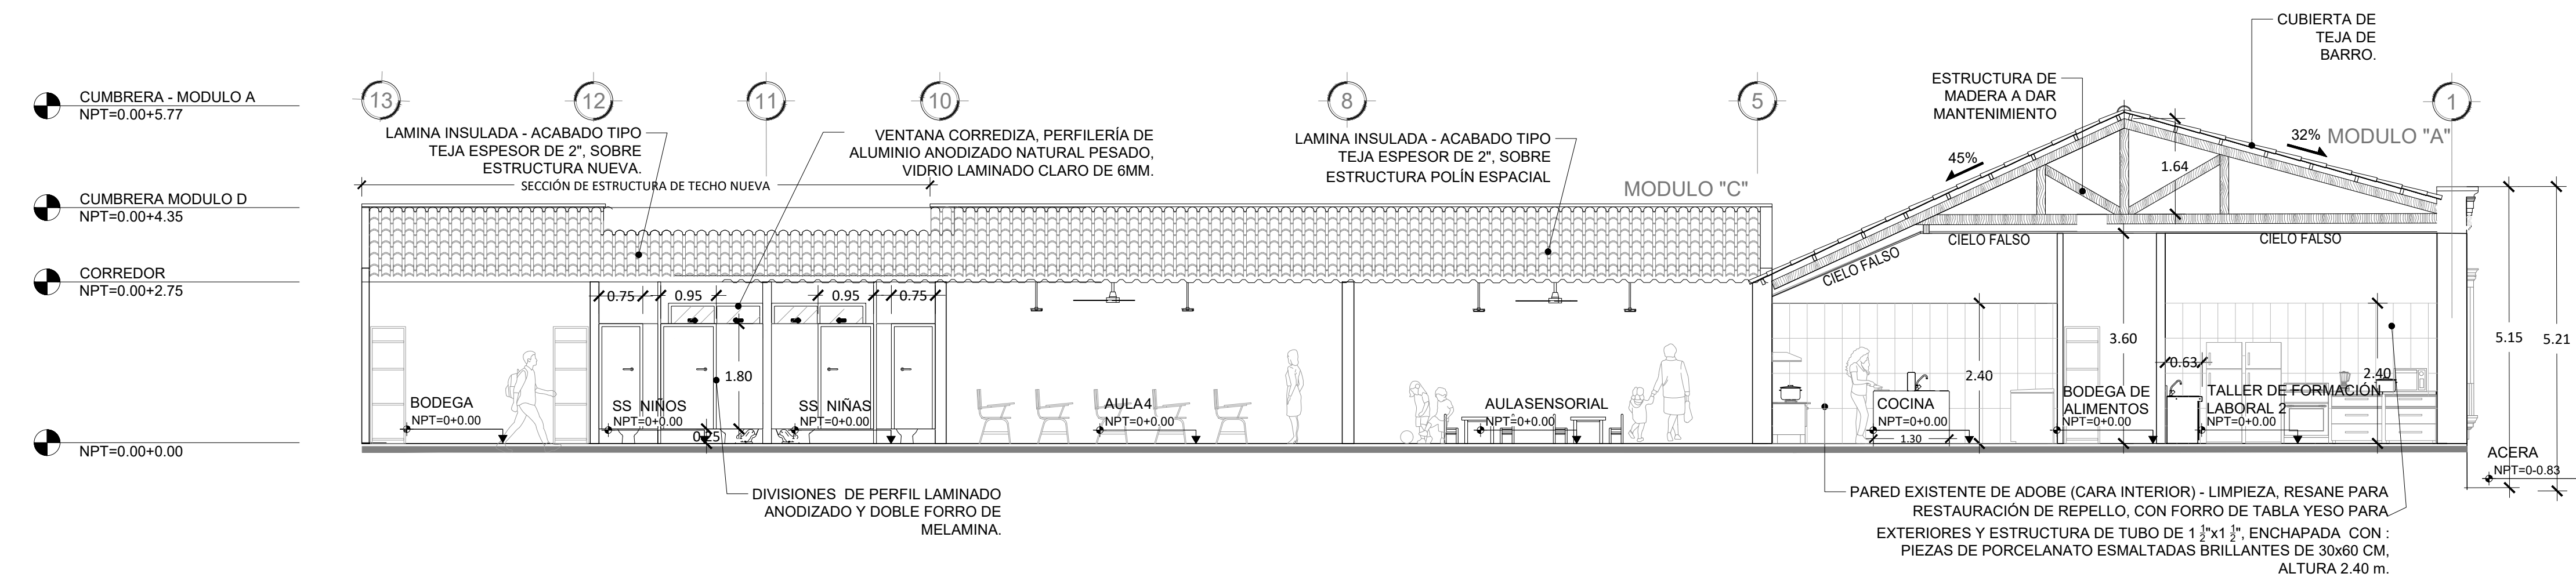 CUBIERTA DE
TEJA DE
BARRO.
ESTRUCTURA DE
MADERA A DAR
MANTENIMIENTO
CUMBRERA - MODULO A
NPT=0.00+5.77
13
12
11
10
8
5
1
LAMINA INSULADA - ACABADO TIPO
TEJA ESPESOR DE 2", SOBRE
ESTRUCTURA NUEVA.
SECCIÓN DE ESTRUCTURA DE TECHO NUEVA
VENTANA CORREDIZA, PERFILERÍA DE
ALUMINIO ANODIZADO NATURAL PESADO,
VIDRIO LAMINADO CLARO DE 6MM.
LAMINA INSULADA - ACABADO TIPO
TEJA ESPESOR DE 2", SOBRE
ESTRUCTURA POLÍN ESPACIAL
MODULO "C"
45%
1.64
32%
MODULO "A"
CUMBRERA MODULO D
NPT=0.00+4.35
CORREDOR
NPT=0.00+2.75
CIELO FALSO
CIELO FALSO
CIELO FALSO
0.75
0.95
0.95
0.75
1.80
0.25
2.40
3.60
0.63
2.40
5.15
5.21
BODEGA
NPT=0+0.00
SS NIÑOS
NPT=0+0.00
SS NIÑAS
NPT=0+0.00
AULA 4
NPT=0+0.00
AULA SENSORIAL
NPT=0+0.00
COCINA
NPT=0+0.00
1.30
BODEGA DE
ALIMENTOS
NPT=0+0.00
TALLER DE FORMACIÓN
LABORAL 2
NPT=0+0.00
NPT=0.00+0.00
ACERA
NPT=0-0.83
DIVISIONES DE PERFIL LAMINADO
ANODIZADO Y DOBLE FORRO DE
MELAMINA.
PARED EXISTENTE DE ADOBE (CARA INTERIOR) - LIMPIEZA, RESANE PARA
RESTAURACIÓN DE REPELLO, CON FORRO DE TABLA YESO PARA
EXTERIORES Y ESTRUCTURA DE TUBO DE 1 ½"x1 ½", ENCHAPADA CON :
PIEZAS DE PORCELANATO ESMALTADAS BRILLANTES DE 30x60 CM,
ALTURA 2.40 m.